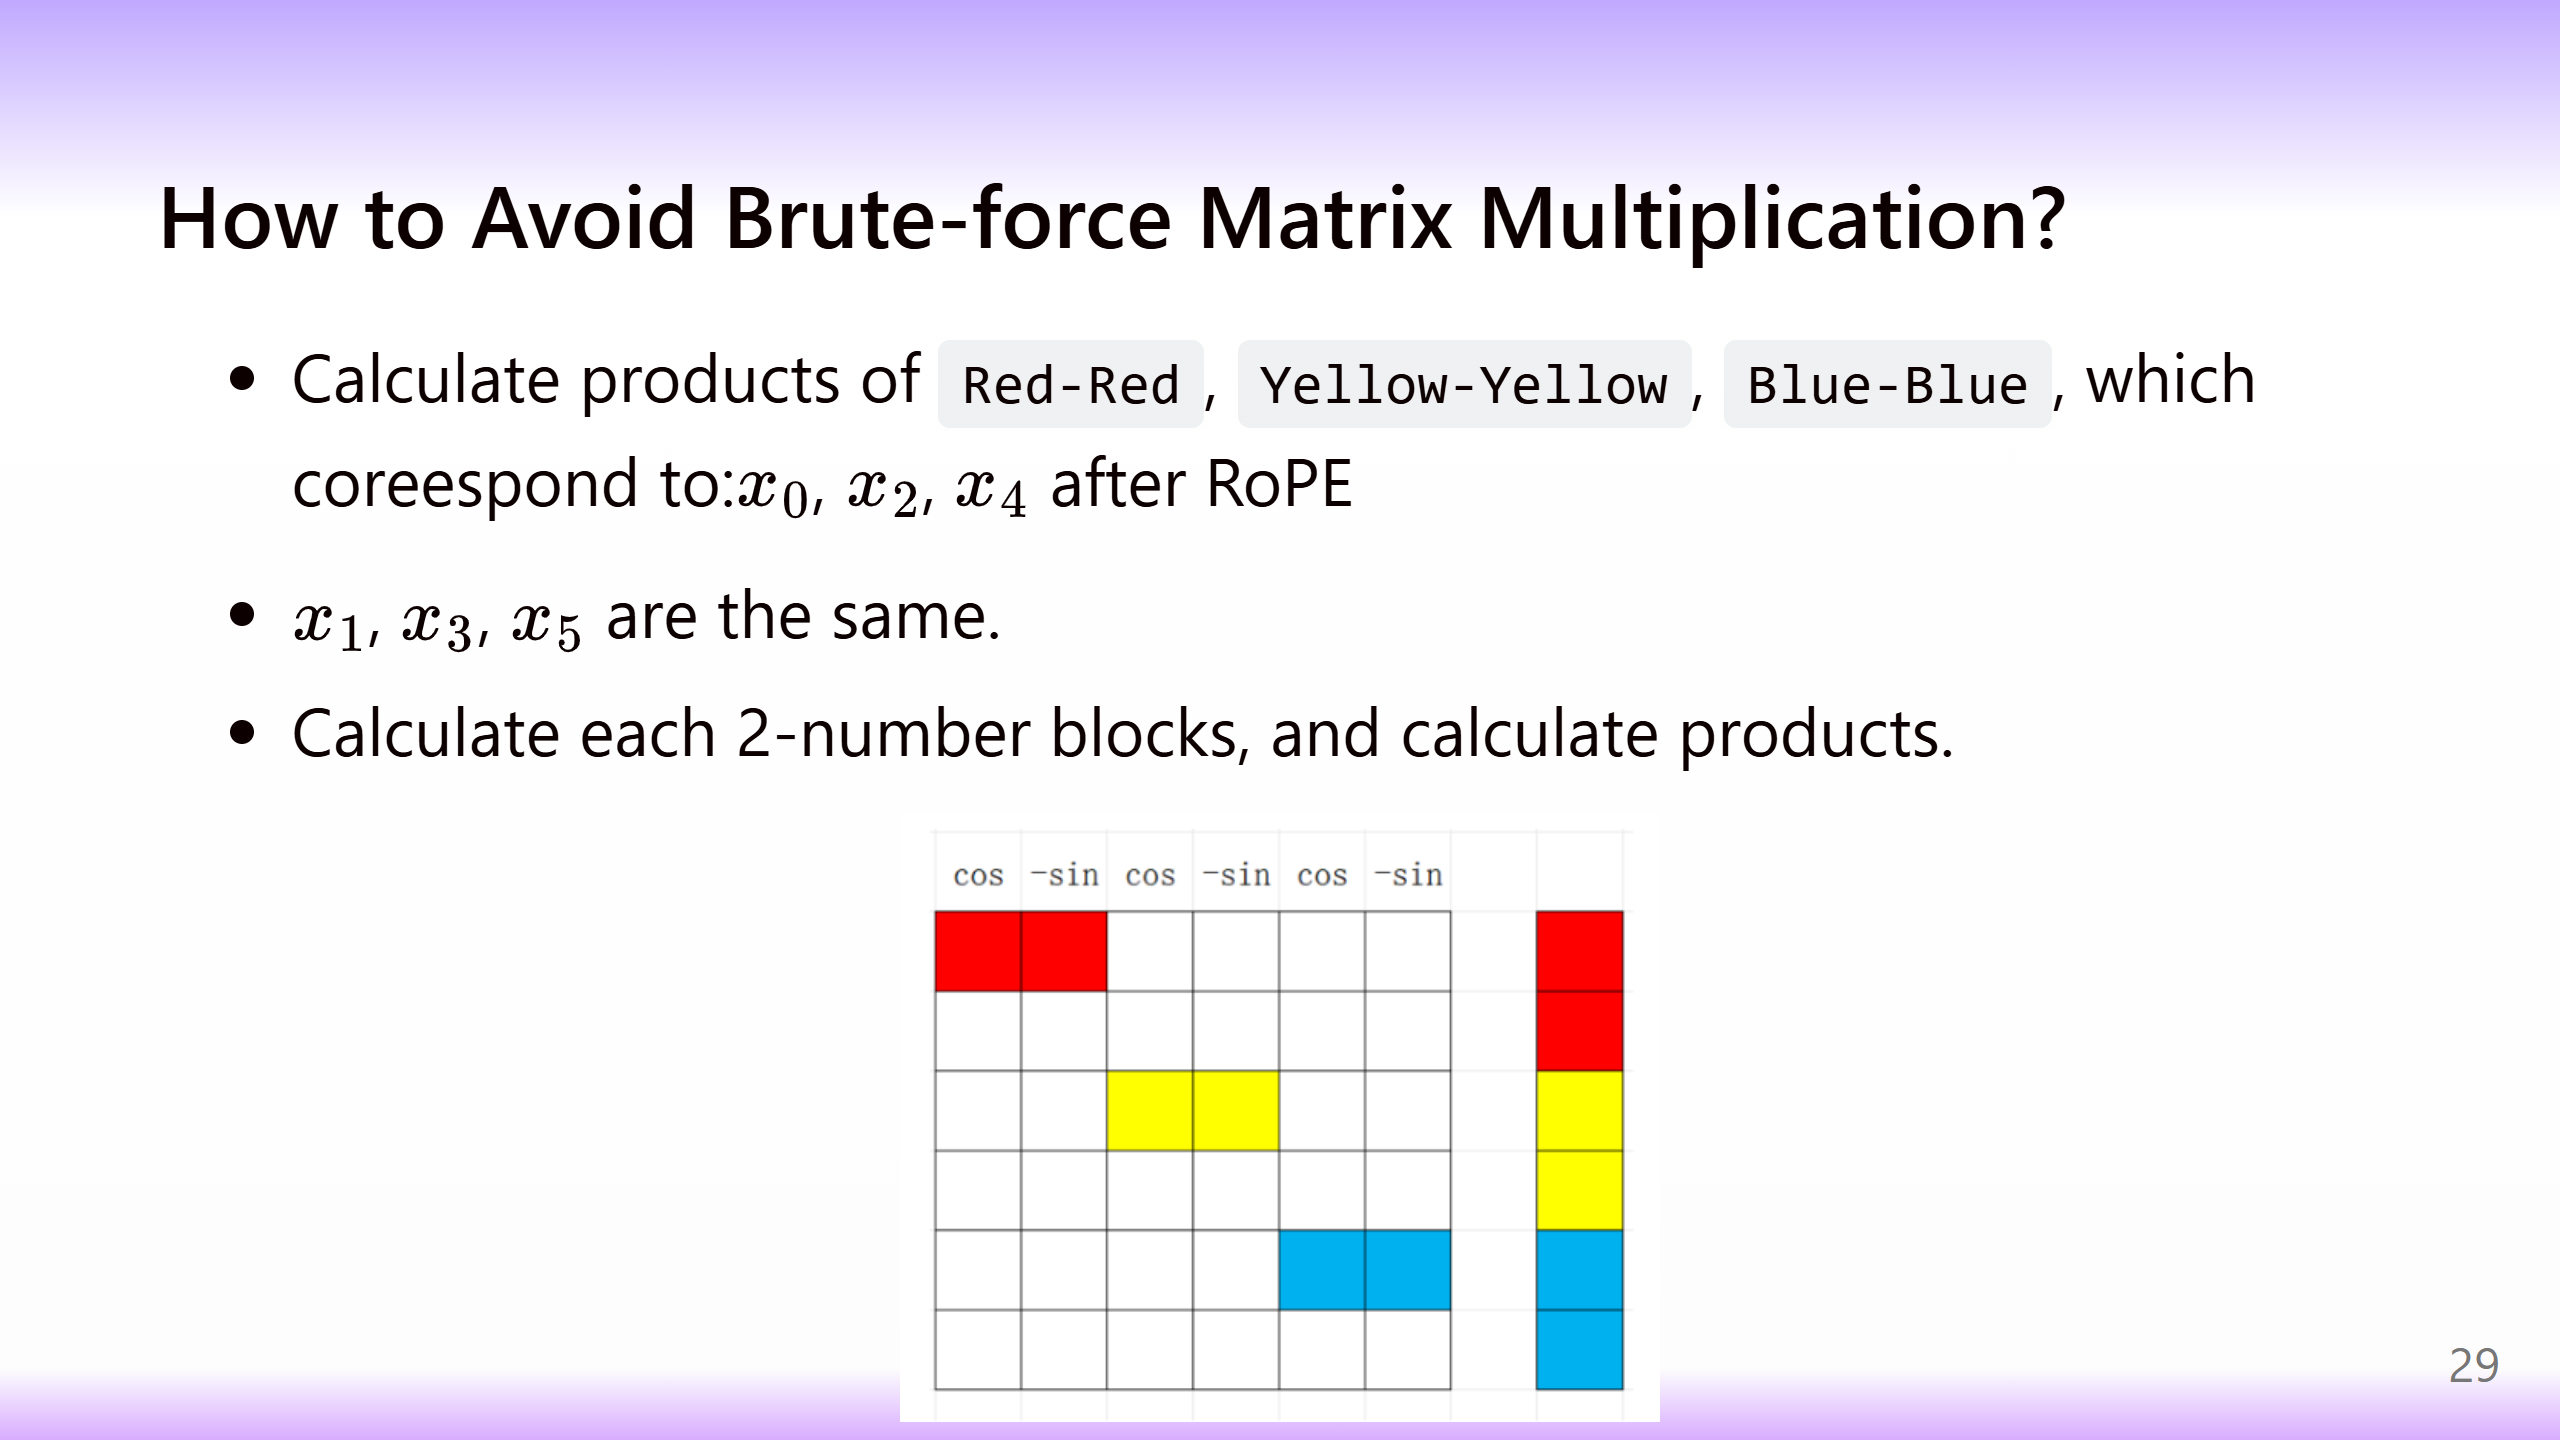 How to Avoid Brute-force Matrix Multiplication?
• Calculate products of Red-Red, Yellow-Yellow, Blue-Blue, which
coreespond to:x₀, x₂, x₄ after RoPE
• x₁, x₃, x₅ are the same.
• Calculate each 2-number blocks, and calculate products.
cos -sin cos -sin cos -sin
29